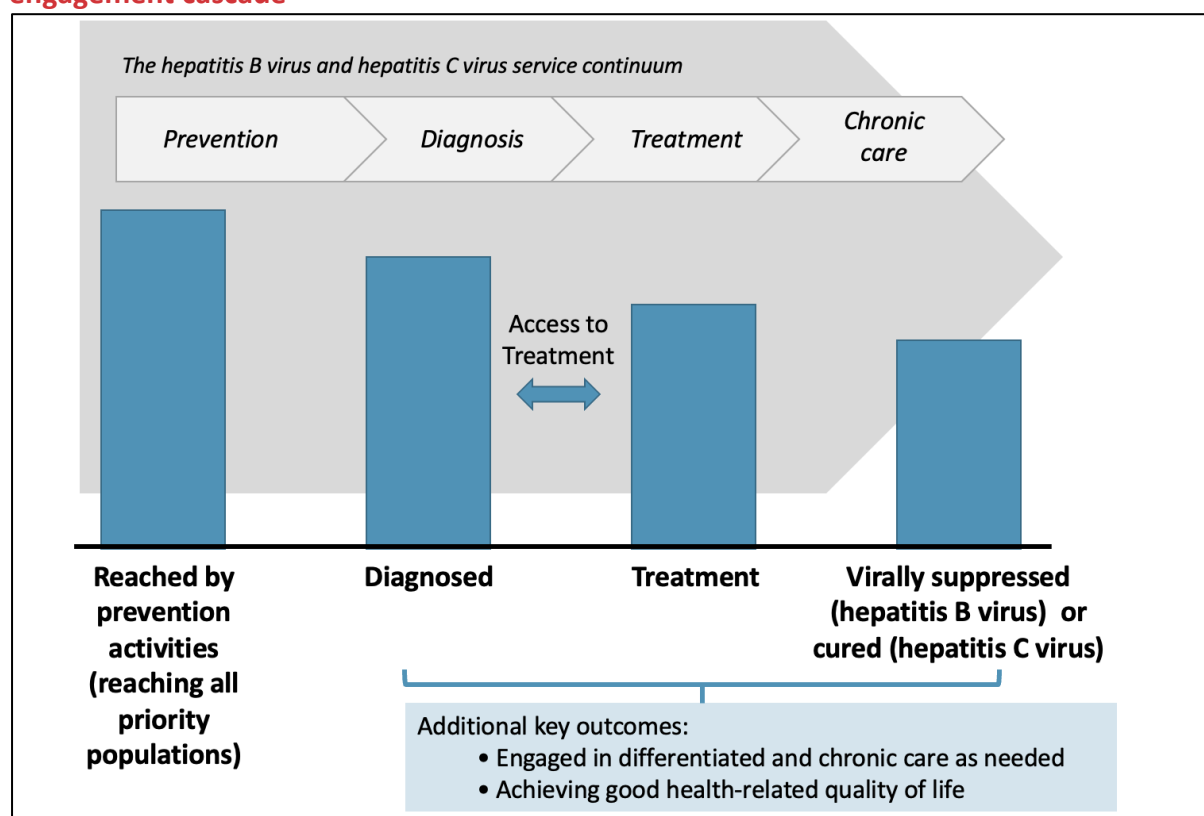 engagement cascade
The hepatitis B virus and hepatitis C virus service continuum
Prevention
Diagnosis
Treatment
Chronic
care
Access to
Treatment
Reached by
prevention
activities
(reaching all
priority
populations)
Diagnosed
Treatment
Virally suppressed
(hepatitis B virus) or
cured (hepatitis C virus)
Additional key outcomes:
• Engaged in differentiated and chronic care as needed
• Achieving good health-related quality of life